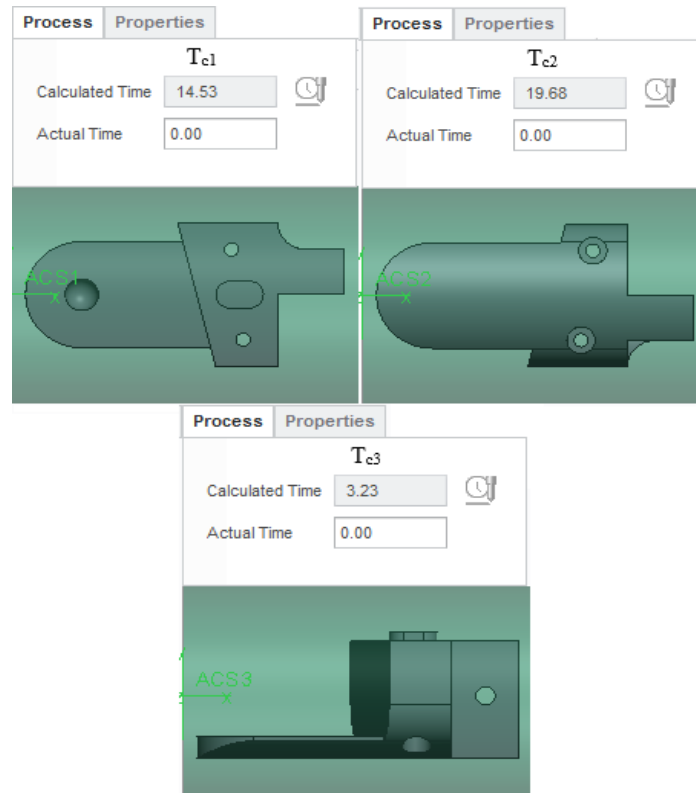 Process Properties
Tc1
Calculated Time 14.53
Actual Time 0.00
ACS1
X
Process Properties
Tc2
Calculated Time 19.68
Actual Time 0.00
ACS2
X
Process Properties
Tc3
Calculated Time 3.23
Actual Time 0.00
ACS3
X